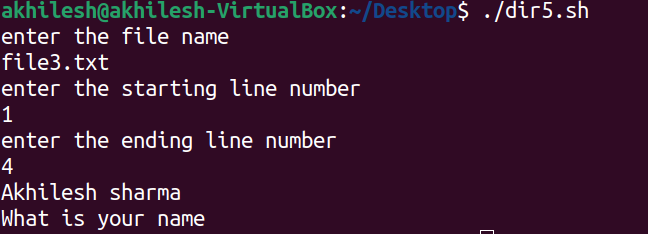 akhilesh@akhilesh-VirtualBox:~/Desktop$ ./dir5.sh
enter the file name
file3.txt
enter the starting line number
1
enter the ending line number
4
Akhilesh sharma
What is your name